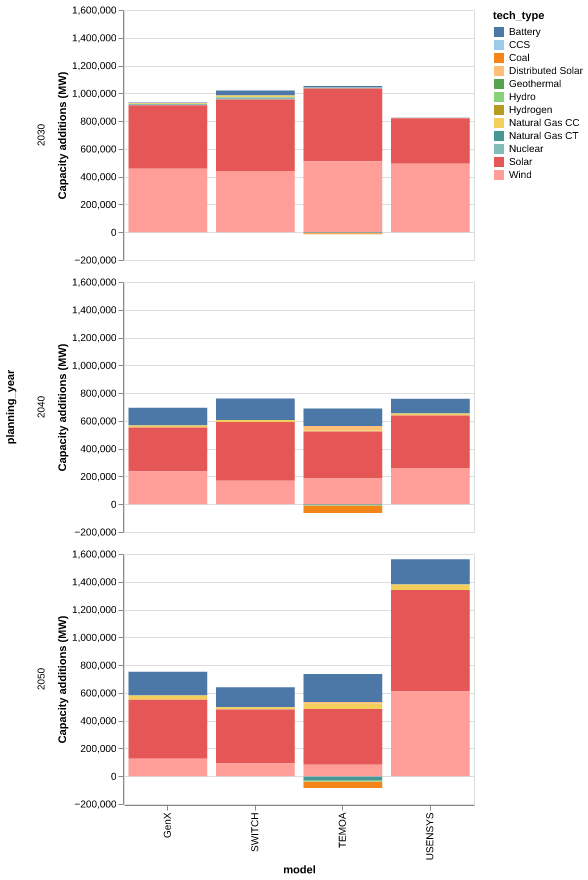 tech_type
Battery
CCS
Coal
Distributed Solar
Geothermal
Hydro
Hydrogen
Natural Gas CC
Natural Gas CT
Nuclear
Solar
Wind
planning_year
2030
Capacity additions (MW)
1,600,000
1,400,000
1,200,000
1,000,000
800,000
600,000
400,000
200,000
0
−200,000
2040
Capacity additions (MW)
1,600,000
1,400,000
1,200,000
1,000,000
800,000
600,000
400,000
200,000
0
−200,000
2050
Capacity additions (MW)
1,600,000
1,400,000
1,200,000
1,000,000
800,000
600,000
400,000
200,000
0
−200,000
GenX
SWITCH
TEMOA
USENSYS
model